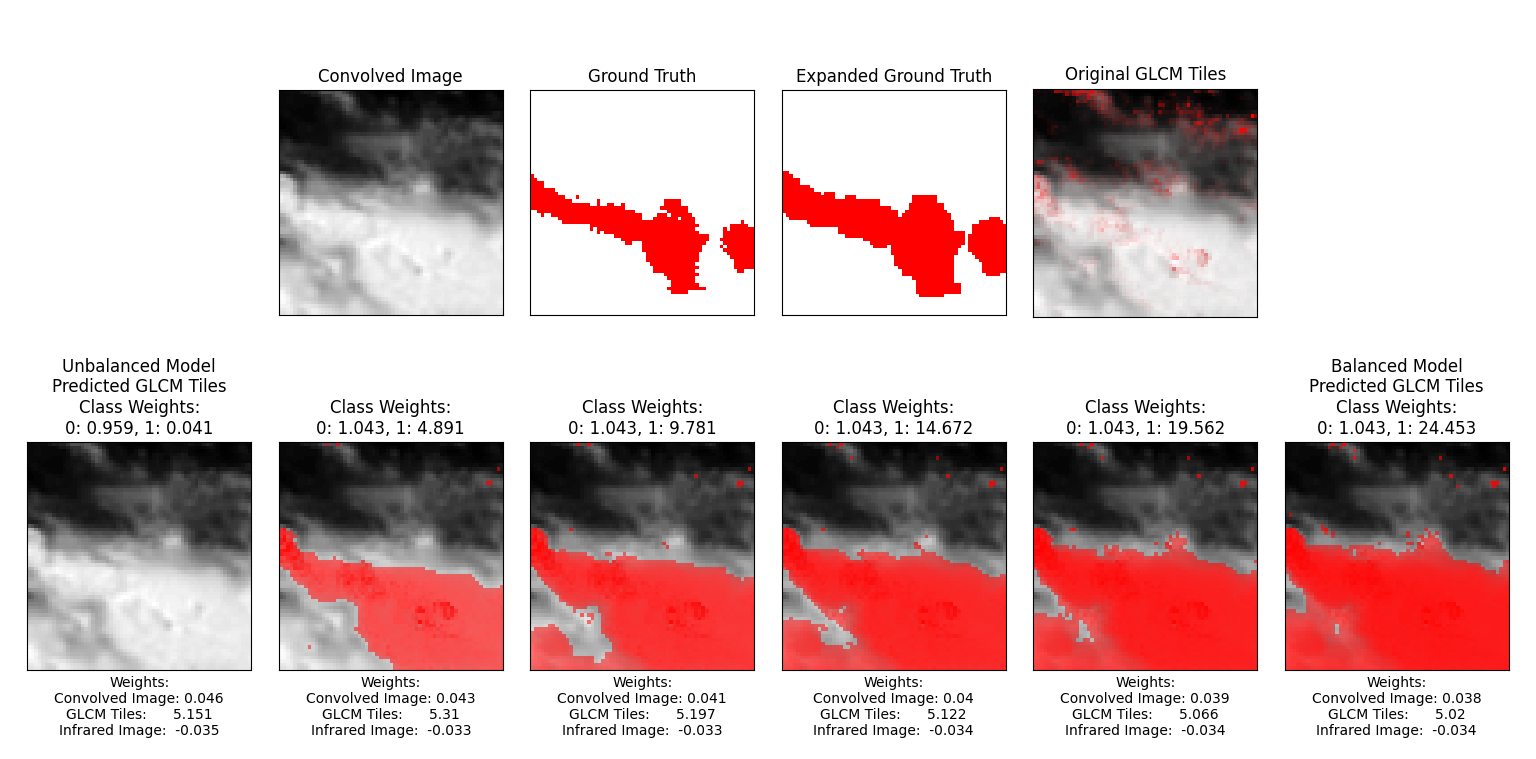 Convolved Image
Ground Truth
Expanded Ground Truth
Original GLCM Tiles
Unbalanced Model
Predicted GLCM Tiles
Class Weights:
0: 0.959, 1: 0.041
Class Weights:
0: 1.043, 1: 4.891
Class Weights:
0: 1.043, 1: 9.781
Class Weights:
0: 1.043, 1: 14.672
Class Weights:
0: 1.043, 1: 19.562
Balanced Model
Predicted GLCM Tiles
Class Weights:
0: 1.043, 1: 24.453
Weights:
Convolved Image: 0.046
GLCM Tiles: 5.151
Infrared Image: -0.035
Weights:
Convolved Image: 0.043
GLCM Tiles: 5.31
Infrared Image: -0.033
Weights:
Convolved Image: 0.041
GLCM Tiles: 5.197
Infrared Image: -0.033
Weights:
Convolved Image: 0.04
GLCM Tiles: 5.122
Infrared Image: -0.034
Weights:
Convolved Image: 0.039
GLCM Tiles: 5.066
Infrared Image: -0.034
Weights:
Convolved Image: 0.038
GLCM Tiles: 5.02
Infrared Image: -0.034